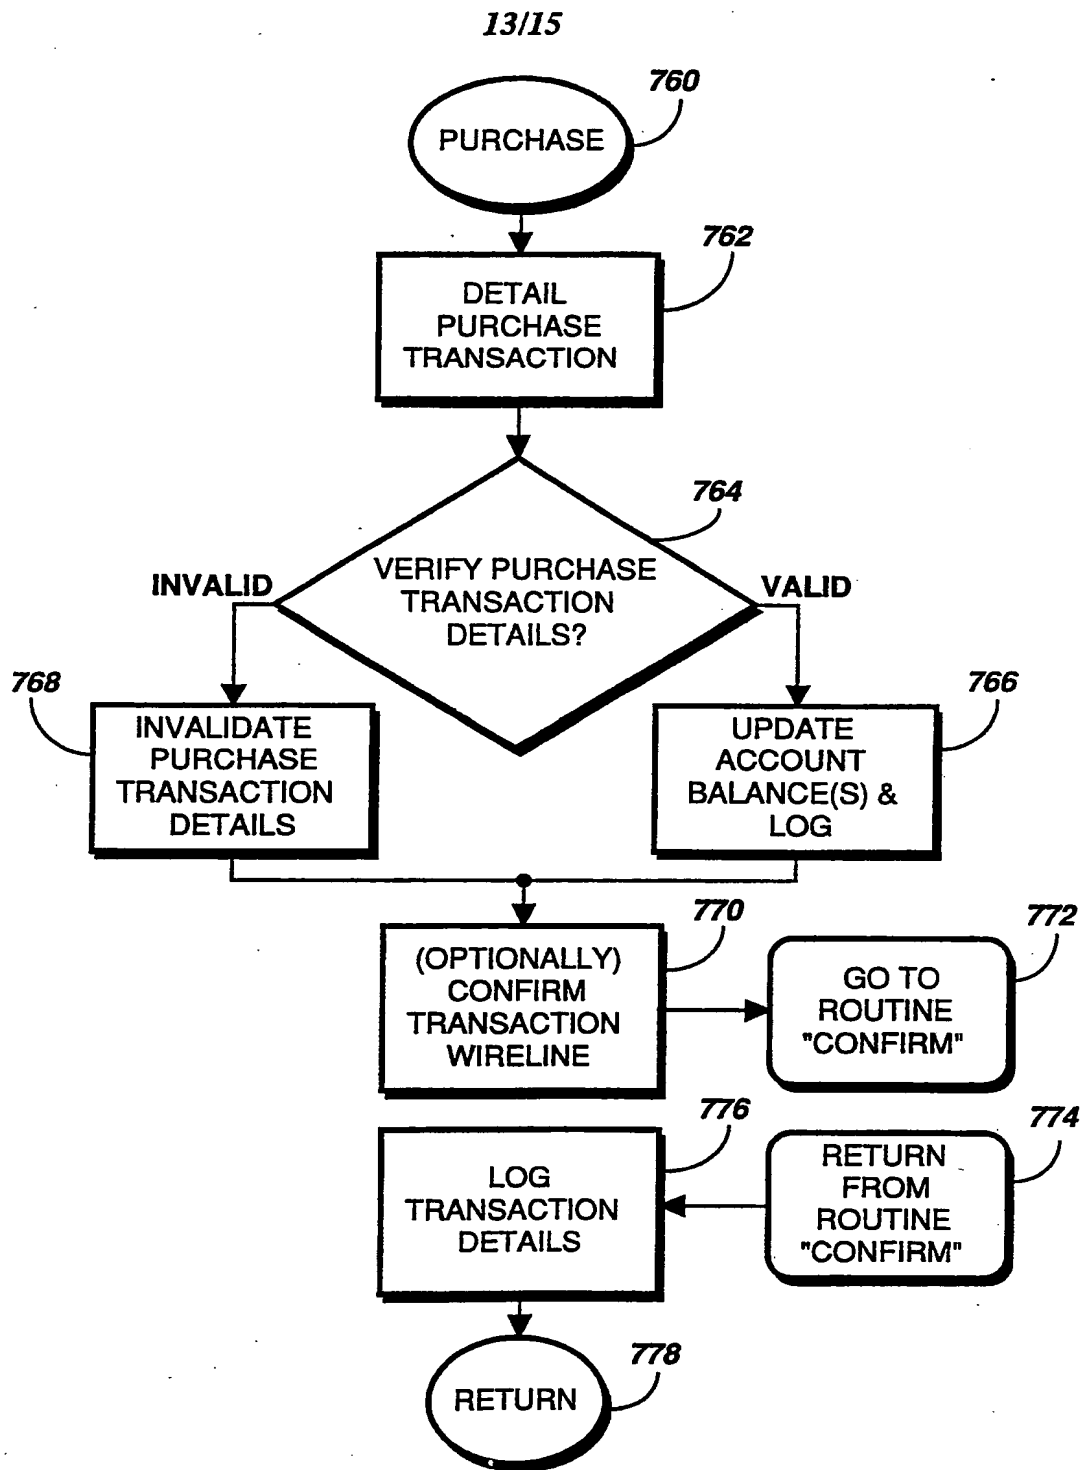 13/15
760
PURCHASE
762
DETAIL
PURCHASE
TRANSACTION
764
VERIFY PURCHASE
TRANSACTION
DETAILS?
INVALID
VALID
768
INVALIDATE
PURCHASE
TRANSACTION
DETAILS
766
UPDATE
ACCOUNT
BALANCE(S) &
LOG
770
(OPTIONALLY)
CONFIRM
TRANSACTION
WIRELINE
772
GO TO
ROUTINE
"CONFIRM"
776
LOG
TRANSACTION
DETAILS
774
RETURN
FROM
ROUTINE
"CONFIRM"
778
RETURN